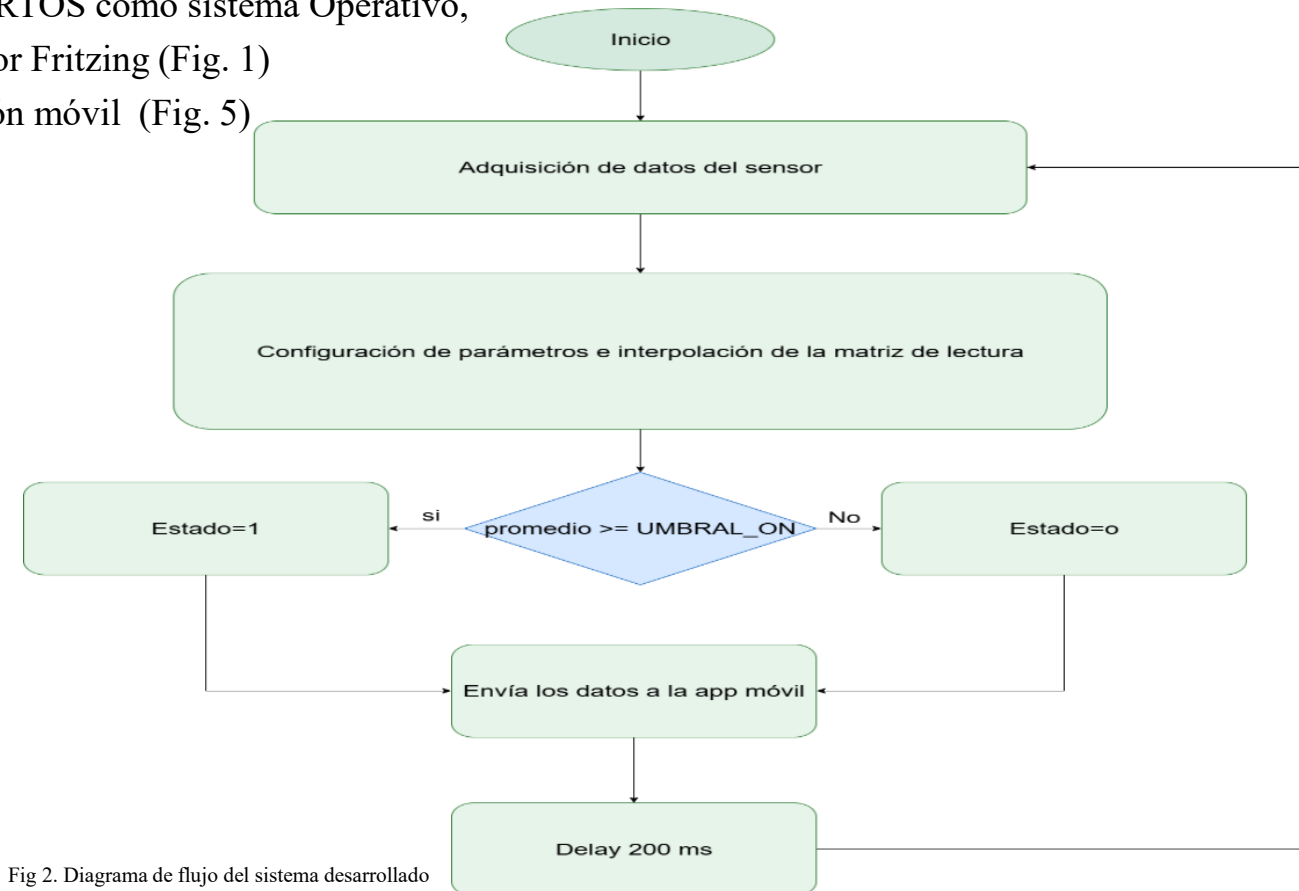 RTOS como sistema Operativo,
or Fritzing (Fig. 1)
on móvil (Fig. 5)
Inicio
Adquisición de datos del sensor
Configuración de parámetros e interpolación de la matriz de lectura
si
promedio >= UMBRAL_ON
No
Estado=1
Estado=o
Envía los datos a la app móvil
Delay 200 ms
Fig 2. Diagrama de flujo del sistema desarrollado